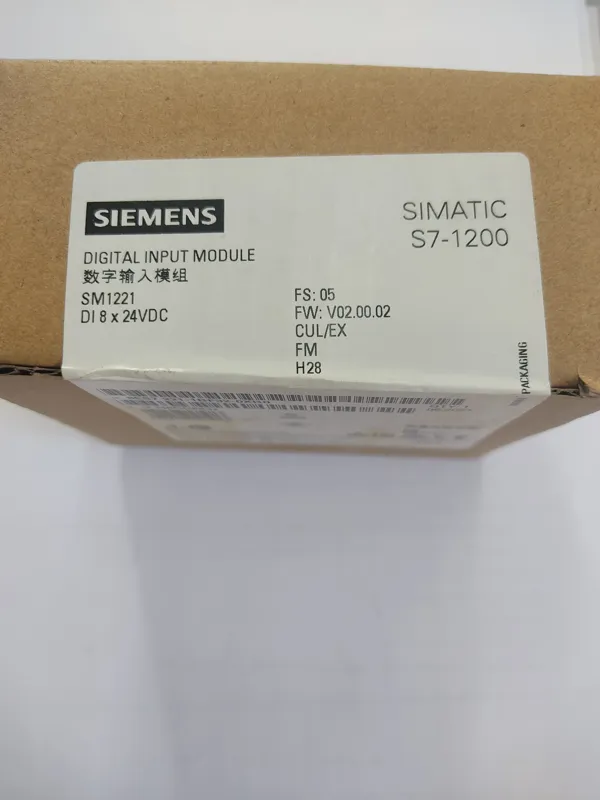 SIEMENS
SIMATIC
S7-1200
DIGITAL INPUT MODULE
数字输入模组
SM1221
DI 8 x 24VDC
FS: 05
FW: V02.00.02
CUL/EX
FM
H28
PACKAGING